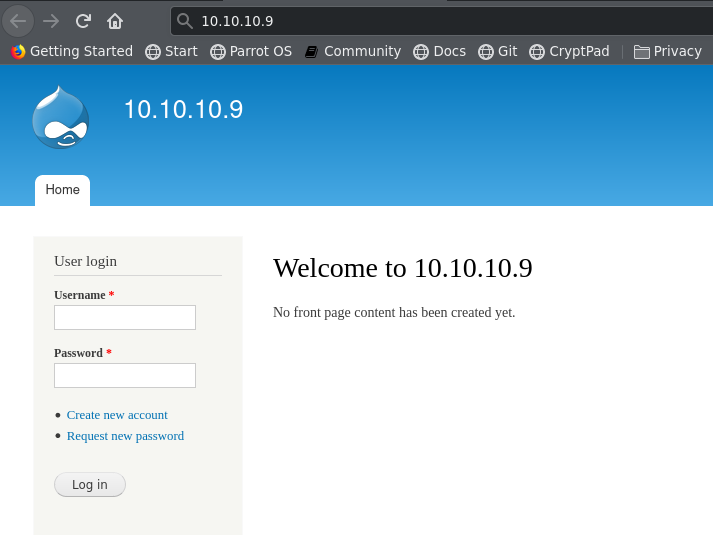 10.10.10.9
Getting Started Start Parrot OS Community Docs Git CryptPad Privacy
10.10.10.9
Home
User login
Username *
Password *
Create new account
Request new password
Log in
Welcome to 10.10.10.9
No front page content has been created yet.